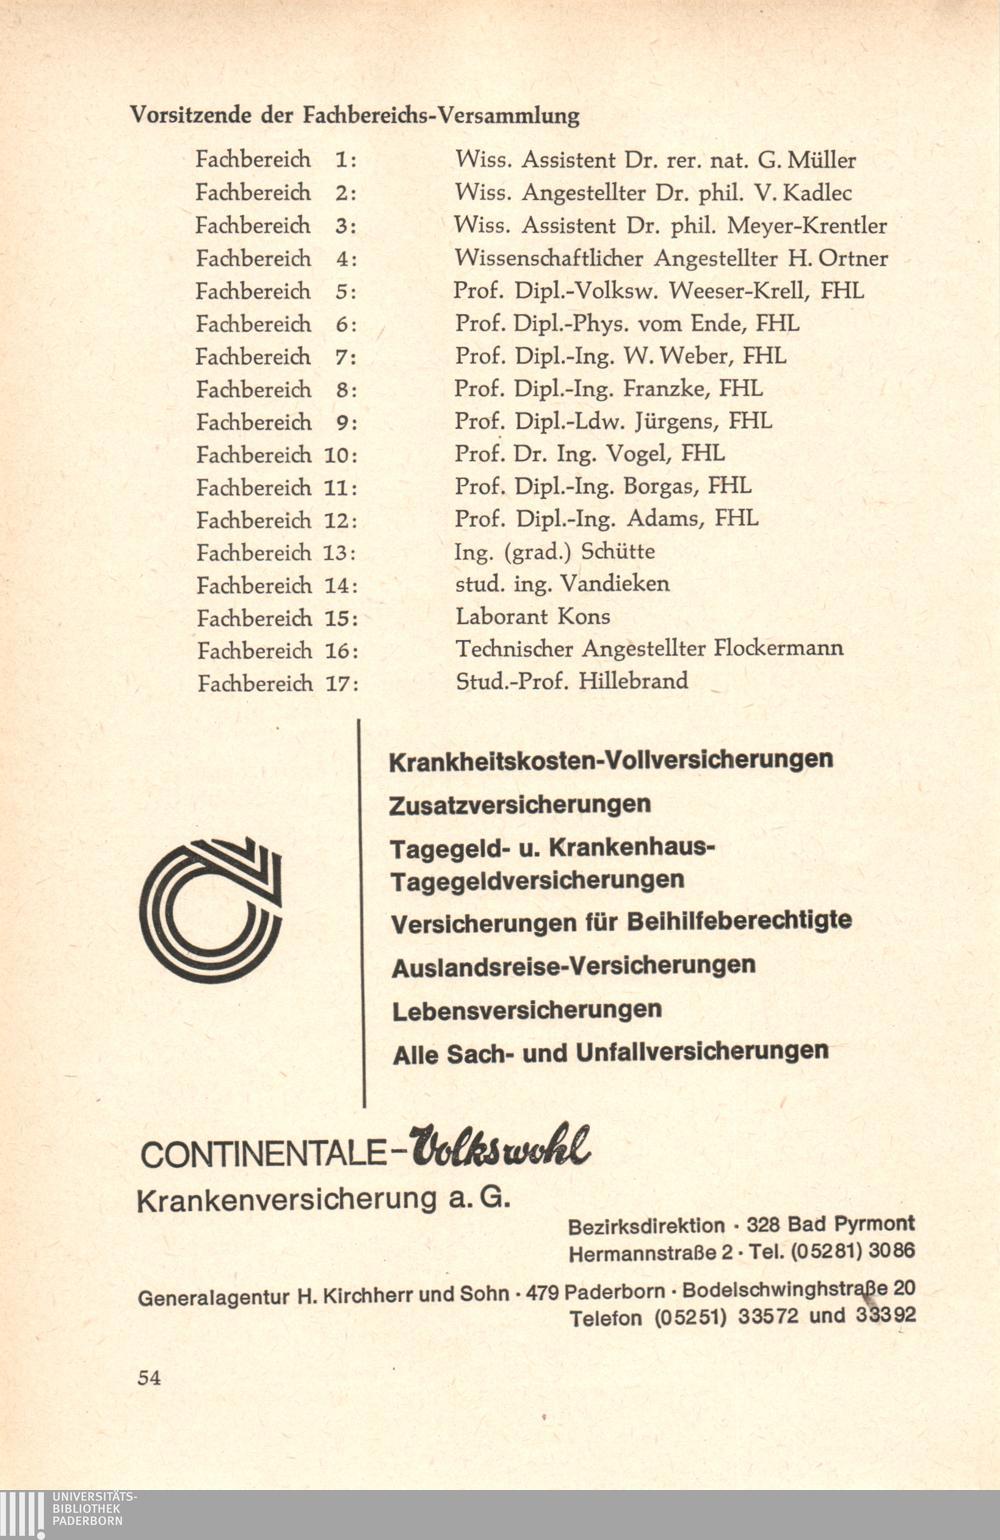 Vorsitzende der Fachbereichs-Versammlung
Fachbereich 1: Wiss. Assistent Dr. rer. nat. G. Müller
Fachbereich 2: Wiss. Angestellter Dr. phil. V. Kadlec
Fachbereich 3: Wiss. Assistent Dr. phil. Meyer-Krentler
Fachbereich 4: Wissenschaftlicher Angestellter H. Ortner
Fachbereich 5: Prof. Dipl.-Volksw. Weeser-Krell, FHL
Fachbereich 6: Prof. Dipl.-Phys. vom Ende, FHL
Fachbereich 7: Prof. Dipl.-Ing. W. Weber, FHL
Fachbereich 8: Prof. Dipl.-Ing. Franzke, FHL
Fachbereich 9: Prof. Dipl.-Ldw. Jürgens, FHL
Fachbereich 10: Prof. Dr. Ing. Vogel, FHL
Fachbereich 11: Prof. Dipl.-Ing. Borgas, FHL
Fachbereich 12: Prof. Dipl.-Ing. Adams, FHL
Fachbereich 13: Ing. (grad.) Schütte
Fachbereich 14: stud. ing. Vandieken
Fachbereich 15: Laborant Kons
Fachbereich 16: Technischer Angestellter Flockermann
Fachbereich 17: Stud.-Prof. Hillebrand
Krankheitskosten-Vollversicherungen
Zusatzversicherungen
Tagegeld- u. Krankenhaus-
Tagegeldversicherungen
Versicherungen für Beihilfeberechtigte
Auslandsreise-Versicherungen
Lebensversicherungen
Alle Sach- und Unfallversicherungen
CONTINENTALE-Volkswohl
Krankenversicherung a. G.
Bezirksdirektion · 328 Bad Pyrmont
Hermannstraße 2 · Tel. (05281) 3086
Generalagentur H. Kirchherr und Sohn · 479 Paderborn · Bodelschwinghstraße 20
Telefon (05251) 33572 und 33392
54
UNIVERSITÄTS-
BIBLIOTHEK
PADERBORN